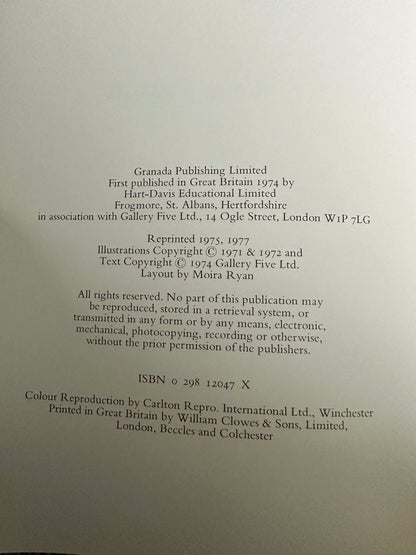 Granada Publishing Limited
First published in Great Britain 1974 by
Hart-Davis Educational Limited
Frogmore, St. Albans, Hertfordshire
in association with Gallery Five Ltd., 14 Ogle Street, London W1P 7LG
Reprinted 1975, 1977
Illustrations Copyright © 1971 & 1972 and
Text Copyright © 1974 Gallery Five Ltd.
Layout by Moira Ryan
All rights reserved. No part of this publication may
be reproduced, stored in a retrieval system, or
transmitted in any form or by any means, electronic,
mechanical, photocopying, recording or otherwise,
without the prior permission of the publishers.
ISBN 0 298 12047 X
Colour Reproduction by Carlton Repro. International Ltd., Winchester
Printed in Great Britain by William Clowes & Sons, Limited,
London, Beccles and Colchester